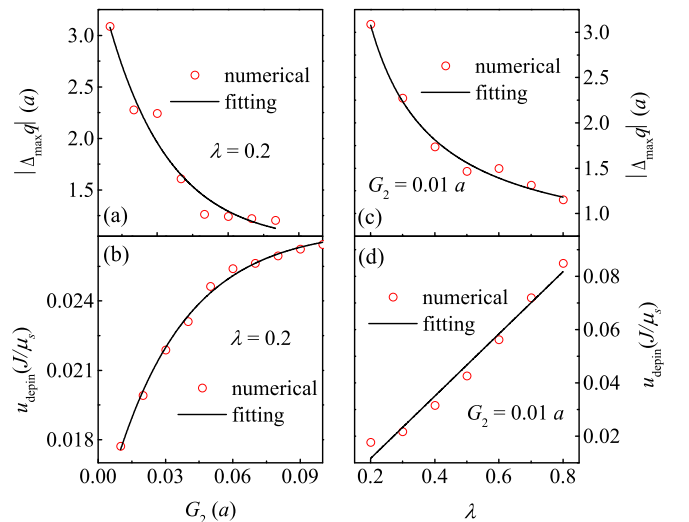 3.0
2.5
2.0
1.5
|Δmax q| (a)
numerical
fitting
λ = 0.2
(a)
numerical
fitting
G2 = 0.01 a
(c)
3.0
2.5
2.0
1.5
1.0
|Δmax q| (a)
(b)
0.024
0.021
0.018
udepin(J/μs)
λ = 0.2
numerical
fitting
0.00 0.03 0.06 0.09
G2 (a)
(d)
numerical
fitting
G2 = 0.01 a
0.08
0.06
0.04
0.02
udepin(J/μs)
0.2 0.4 0.6 0.8
λ